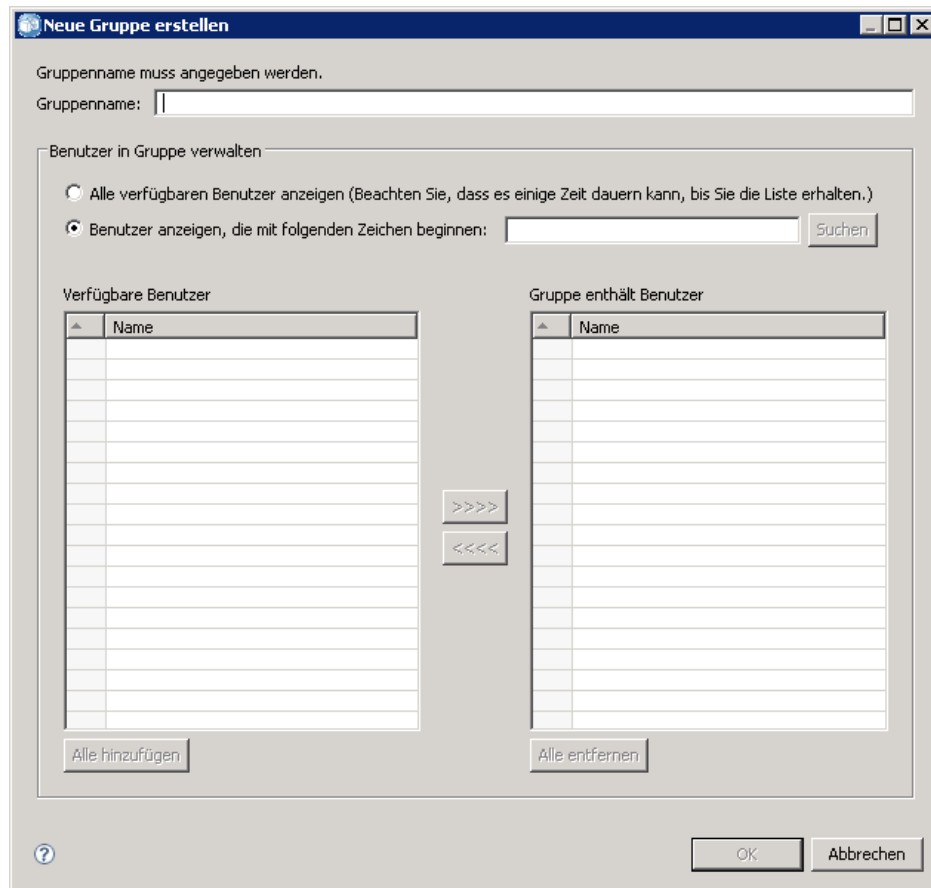 Neue Gruppe erstellen
Gruppenname muss angegeben werden.
Gruppenname:
Benutzer in Gruppe verwalten
Alle verfügbaren Benutzer anzeigen (Beachten Sie, dass es einige Zeit dauern kann, bis Sie die Liste erhalten.)
Benutzer anzeigen, die mit folgenden Zeichen beginnen: Suchen
Verfügbare Benutzer Gruppe enthält Benutzer
Name Name
>>>>
<<<<
Alle hinzufügen Alle entfernen
? OK Abbrechen